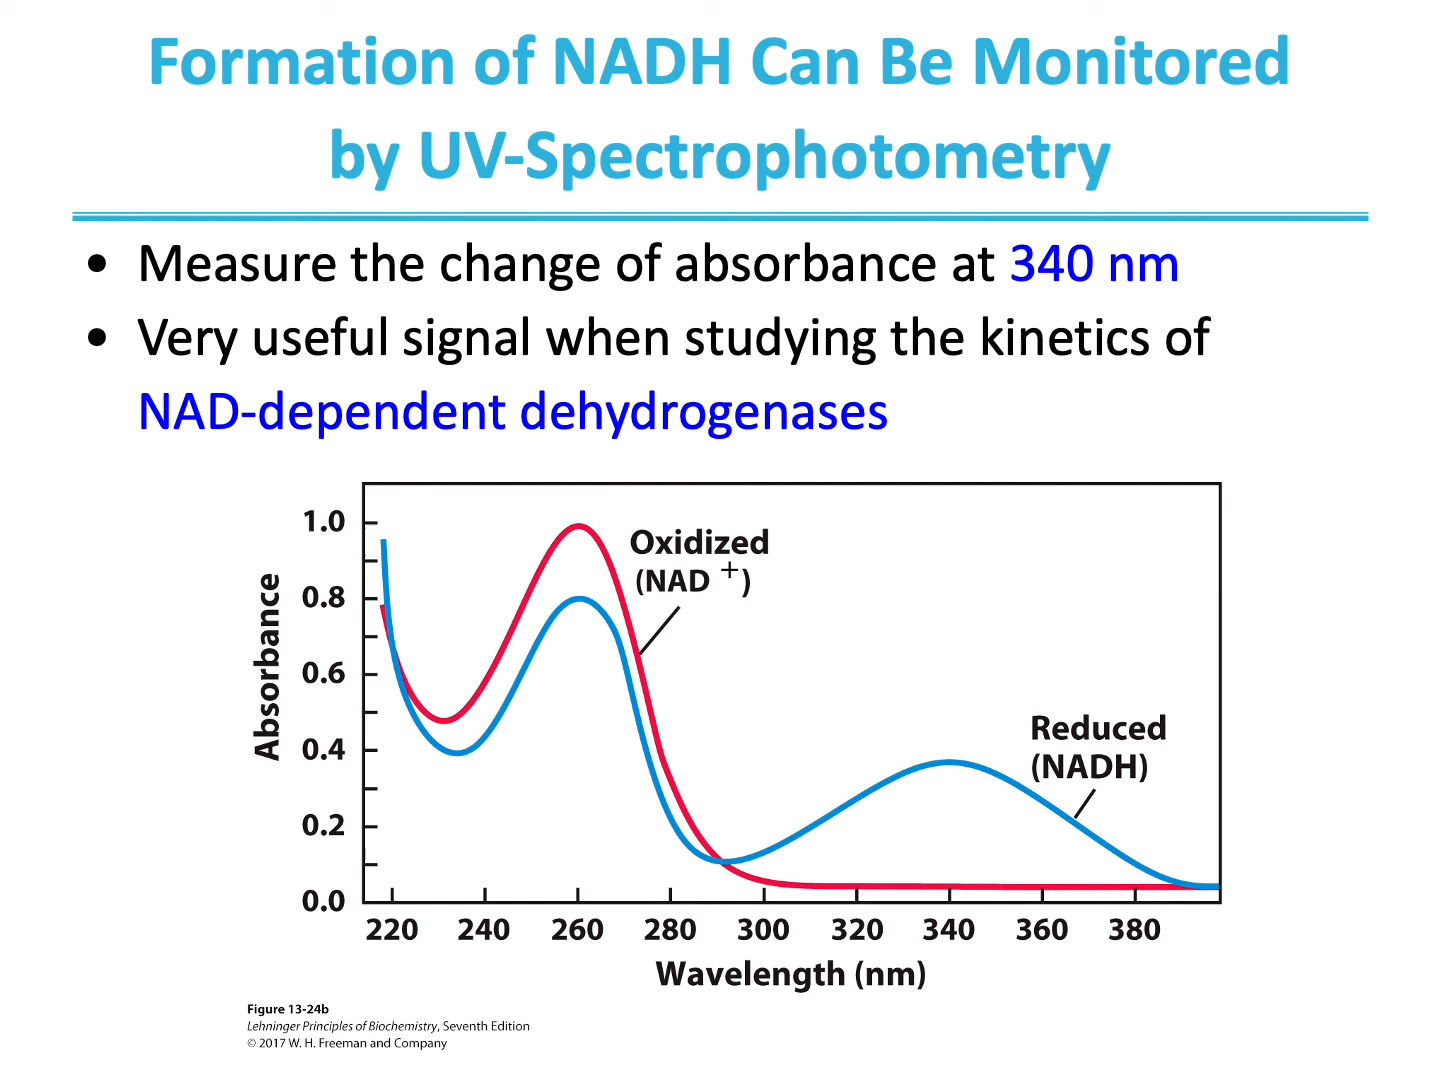 Formation of NADH Can Be Monitored
by UV-Spectrophotometry
• Measure the change of absorbance at 340 nm
• Very useful signal when studying the kinetics of
NAD-dependent dehydrogenases
Absorbance
1.0
0.8
0.6
0.4
0.2
0.0
Oxidized
(NAD +)
Reduced
(NADH)
220 240 260 280 300 320 340 360 380
Wavelength (nm)
Figure 13-24b
Lehninger Principles of Biochemistry, Seventh Edition
© 2017 W. H. Freeman and Company